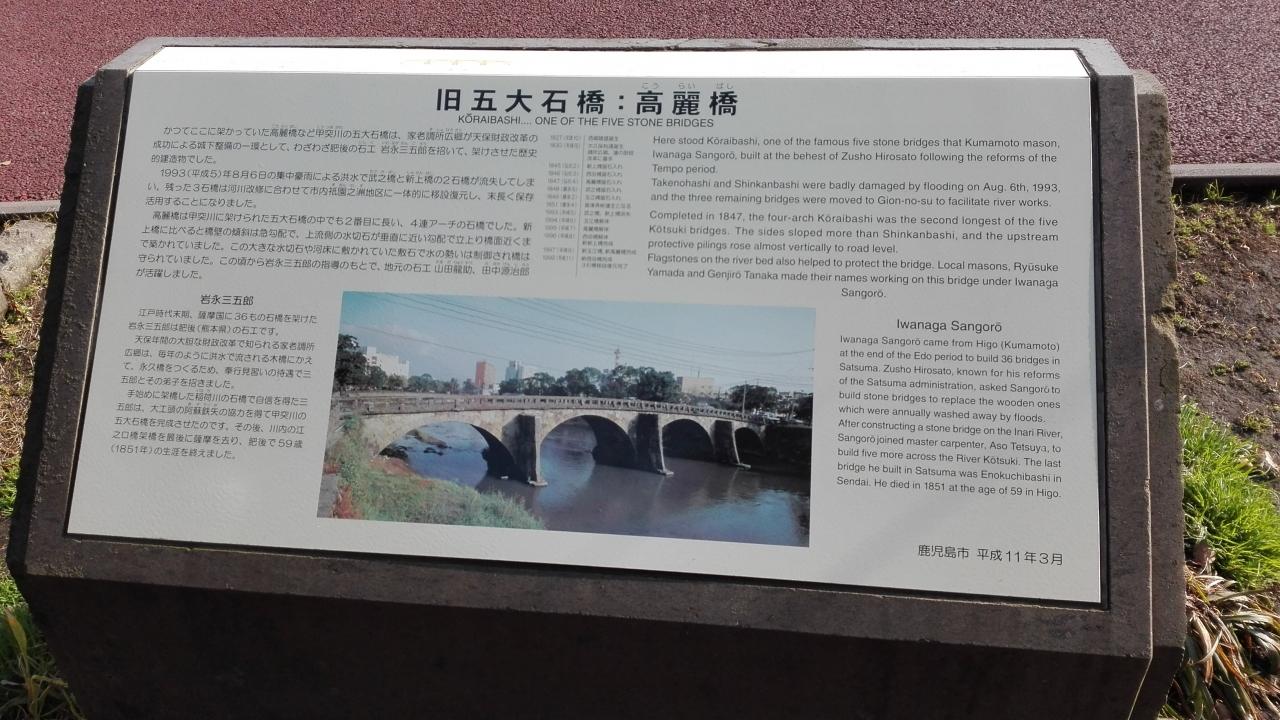 こう らい ばし
旧五大石橋：高麗橋
KŌRAIBASHI.... ONE OF THE FIVE STONE BRIDGES
かつてここに架かっていた高麗橋など甲突川の五大石橋は、家老調所広郷が天保財政改革の
成功による城下整備の一環として、わざわざ肥後の石工 岩永三五郎を招いて、架けさせた歴史
的建造物でした。
1993(平成5)年8月6日の集中豪雨による洪水で武之橋と新上橋の2石橋が流失してしま
い、残った3石橋は河川改修に合わせて市内祇園之洲地区に一体的に移設復元し、末長く保存
活用することになりました。
高麗橋は甲突川に架けられた五大石橋の中でも2番目に長い、4連アーチの石橋でした。新
上橋に比べると橋壁の傾斜は急勾配で、上流側の水切石が垂直に近い勾配で立上り橋面近くま
で築かれていました。この大きな水切石や河床に敷かれていた敷石で水の勢いは制御され橋は
守られていました。この頃から岩永三五郎の指導のもとで、地元の石工 山田龍助、田中源治郎
が活躍しました。
Here stood Kōraibashi, one of the famous five stone bridges that Kumamoto mason,
Iwanaga Sangorō, built at the behest of Zusho Hirosato following the reforms of the
Tempo period.
Takenohashi and Shinkanbashi were badly damaged by flooding on Aug. 6th, 1993,
and the three remaining bridges were moved to Gion-no-su to facilitate river works.
Completed in 1847, the four-arch Kōraibashi was the second longest of the five
Kōtsuki bridges. The sides sloped more than Shinkanbashi, and the upstream
protective pilings rose almost vertically to road level.
Flagstones on the river bed also helped to protect the bridge. Local masons, Ryūsuke
Yamada and Genjirō Tanaka made their names working on this bridge under Iwanaga
Sangorō.
岩永三五郎
江戸時代末期、薩摩国に36もの石橋を架けた
岩永三五郎は肥後(熊本県)の石工です。
天保年間の大胆な財政改革で知られる家老調所
広郷は、毎年のように洪水で流される木橋にかえ
て、永久橋をつくるため、奉行見習いの待遇で三
五郎とその弟子を招きました。
手始めに架橋した稲荷川の石橋で自信を得た三
五郎は、大工頭の阿蘇鉄矢の協力を得て甲突川の
五大石橋を完成させたのです。その後、川内の江
之口橋架橋を最後に薩摩を去り、肥後で59歳
(1851年)の生涯を終えました。
Iwanaga Sangorō
Iwanaga Sangorō came from Higo (Kumamoto)
at the end of the Edo period to build 36 bridges in
Satsuma. Zusho Hirosato, known for his reforms
of the Satsuma administration, asked Sangorō to
build stone bridges to replace the wooden ones
which were annually washed away by floods.
After constructing a stone bridge on the Inari River,
Sangorō joined master carpenter, Aso Tetsuya, to
build five more across the River Kōtsuki. The last
bridge he built in Satsuma was Enokuchibashi in
Sendai. He died in 1851 at the age of 59 in Higo.
鹿児島市 平成11年3月